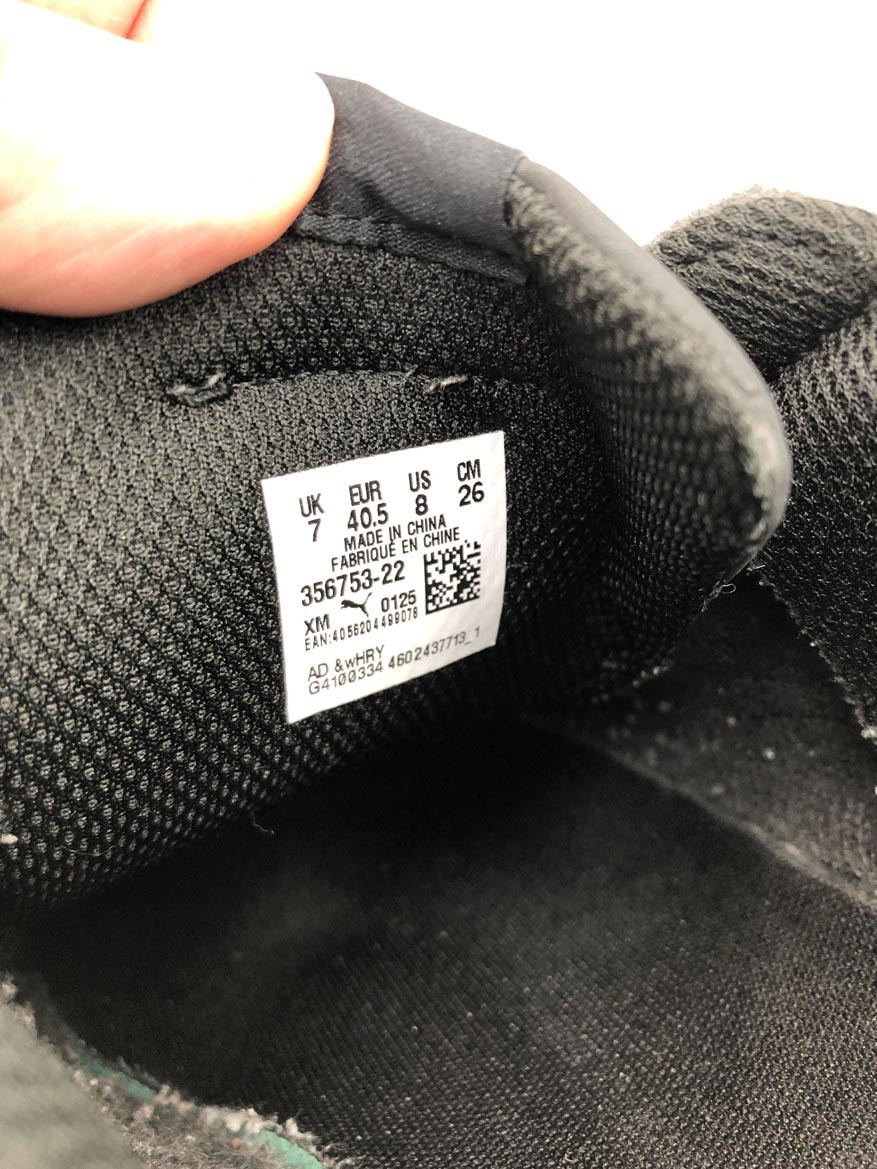 UK EUR US CM
7 40.5 8 26
MADE IN CHINA
FABRIQUÉ EN CHINE
356753-22
XM 0125
EAN:4056204499078
AD &wHRY
G4100334 4602437713_1